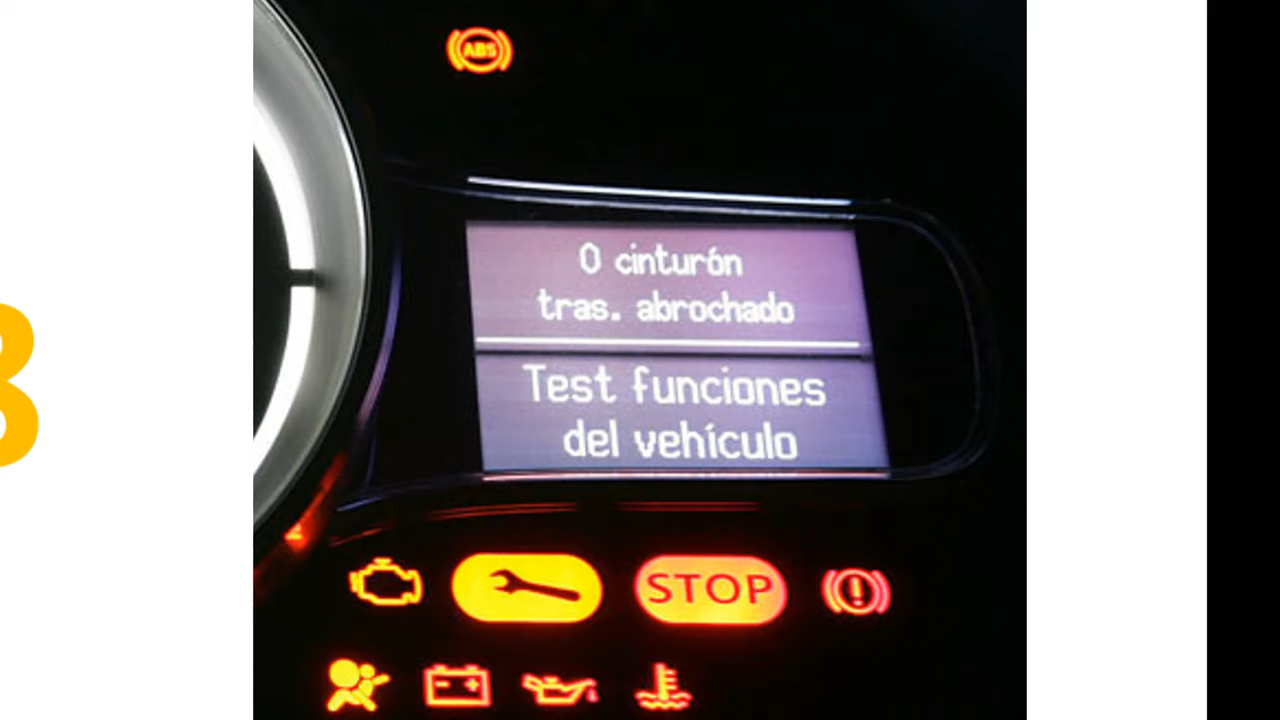 ABS
0 cinturón
tras. abrochado
Test funciones
del vehículo
STOP